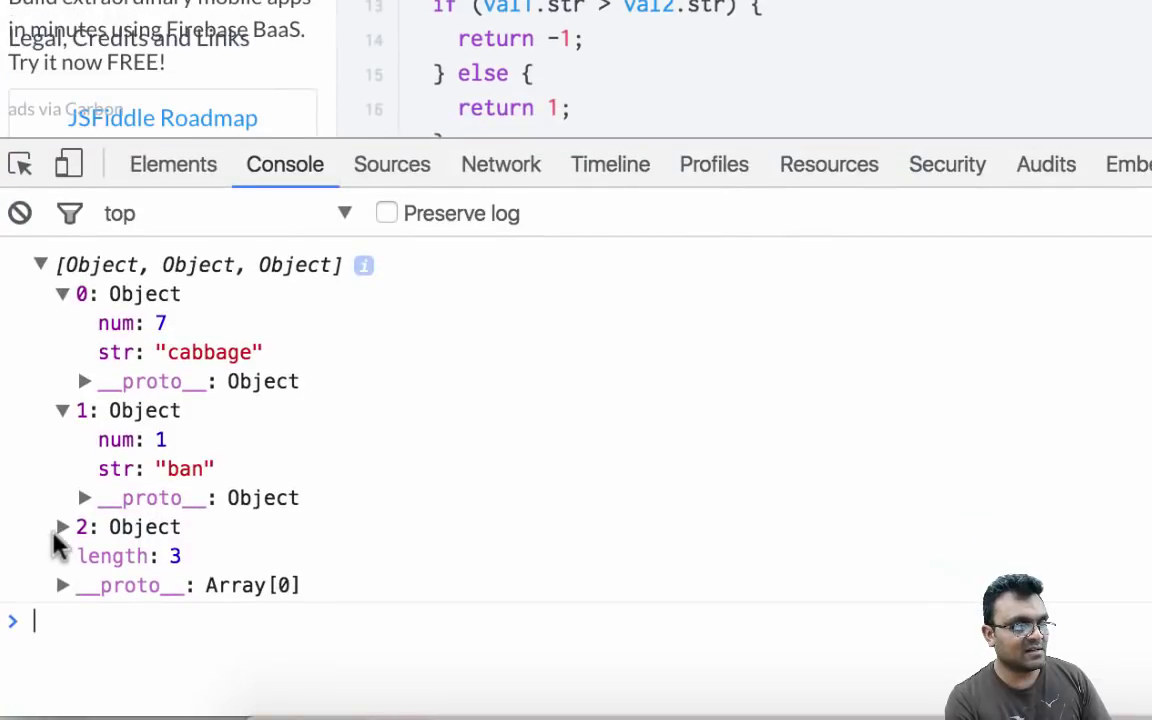 Build extraordinary mobile apps
in minutes using Firebase BaaS.
Legal, Credits and Links
Try it now FREE!
ads via Carbon
JSFiddle Roadmap
13 if (val1.str > val2.str) {
14 return -1;
15 } else {
16 return 1;
}
Elements Console Sources Network Timeline Profiles Resources Security Audits Embe
top Preserve log
[Object, Object, Object] i
0: Object
num: 7
str: "cabbage"
__proto__: Object
1: Object
num: 1
str: "ban"
__proto__: Object
2: Object
length: 3
__proto__: Array[0]
>